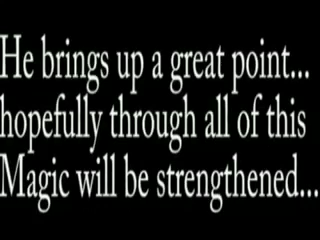 He brings up a great point...
hopefully through all of this
Magic will be strengthened...